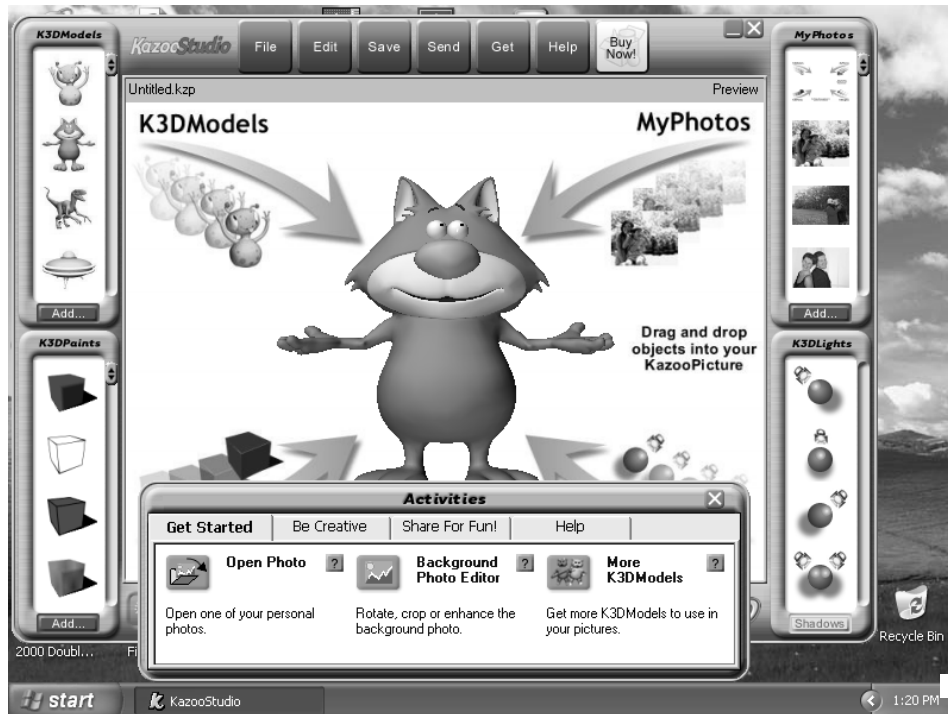 K3DModels
KazooStudio
File
Edit
Save
Send
Get
Help
Buy
Now!
MyPhotos
Untitled.kzp
Preview
K3DModels
MyPhotos
Add...
Add...
Drag and drop
objects into your
KazooPicture
K3DPaints
K3DLights
Activities
Get Started
Be Creative
Share For Fun!
Help
Open Photo
?
Open one of your personal
photos.
Background
Photo Editor
?
Rotate, crop or enhance the
background photo.
More
K3DModels
?
Get more K3DModels to use in
your pictures.
Add...
Shadows
2000 Doubl...
Fi
Recycle Bin
start
K KazooStudio
1:20 PM